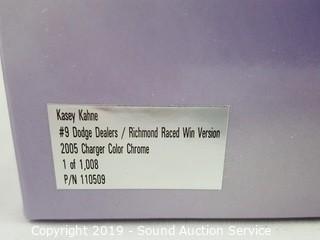 Kasey Kahne
#9 Dodge Dealers / Richmond Raced Win Version
2005 Charger Color Chrome
1 of 1,008
P/N 110509
Copyright 2019 - Sound Auction Service